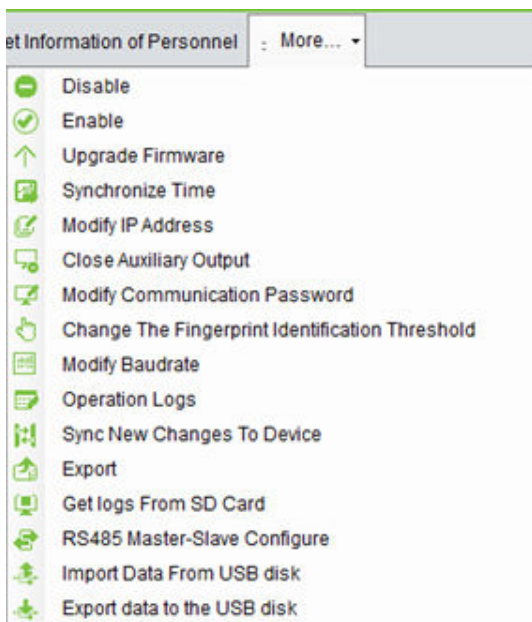 et Information of Personnel More...
Disable
Enable
Upgrade Firmware
Synchronize Time
Modify IP Address
Close Auxiliary Output
Modify Communication Password
Change The Fingerprint Identification Threshold
Modify Baudrate
Operation Logs
Sync New Changes To Device
Export
Get logs From SD Card
RS485 Master-Slave Configure
Import Data From USB disk
Export data to the USB disk